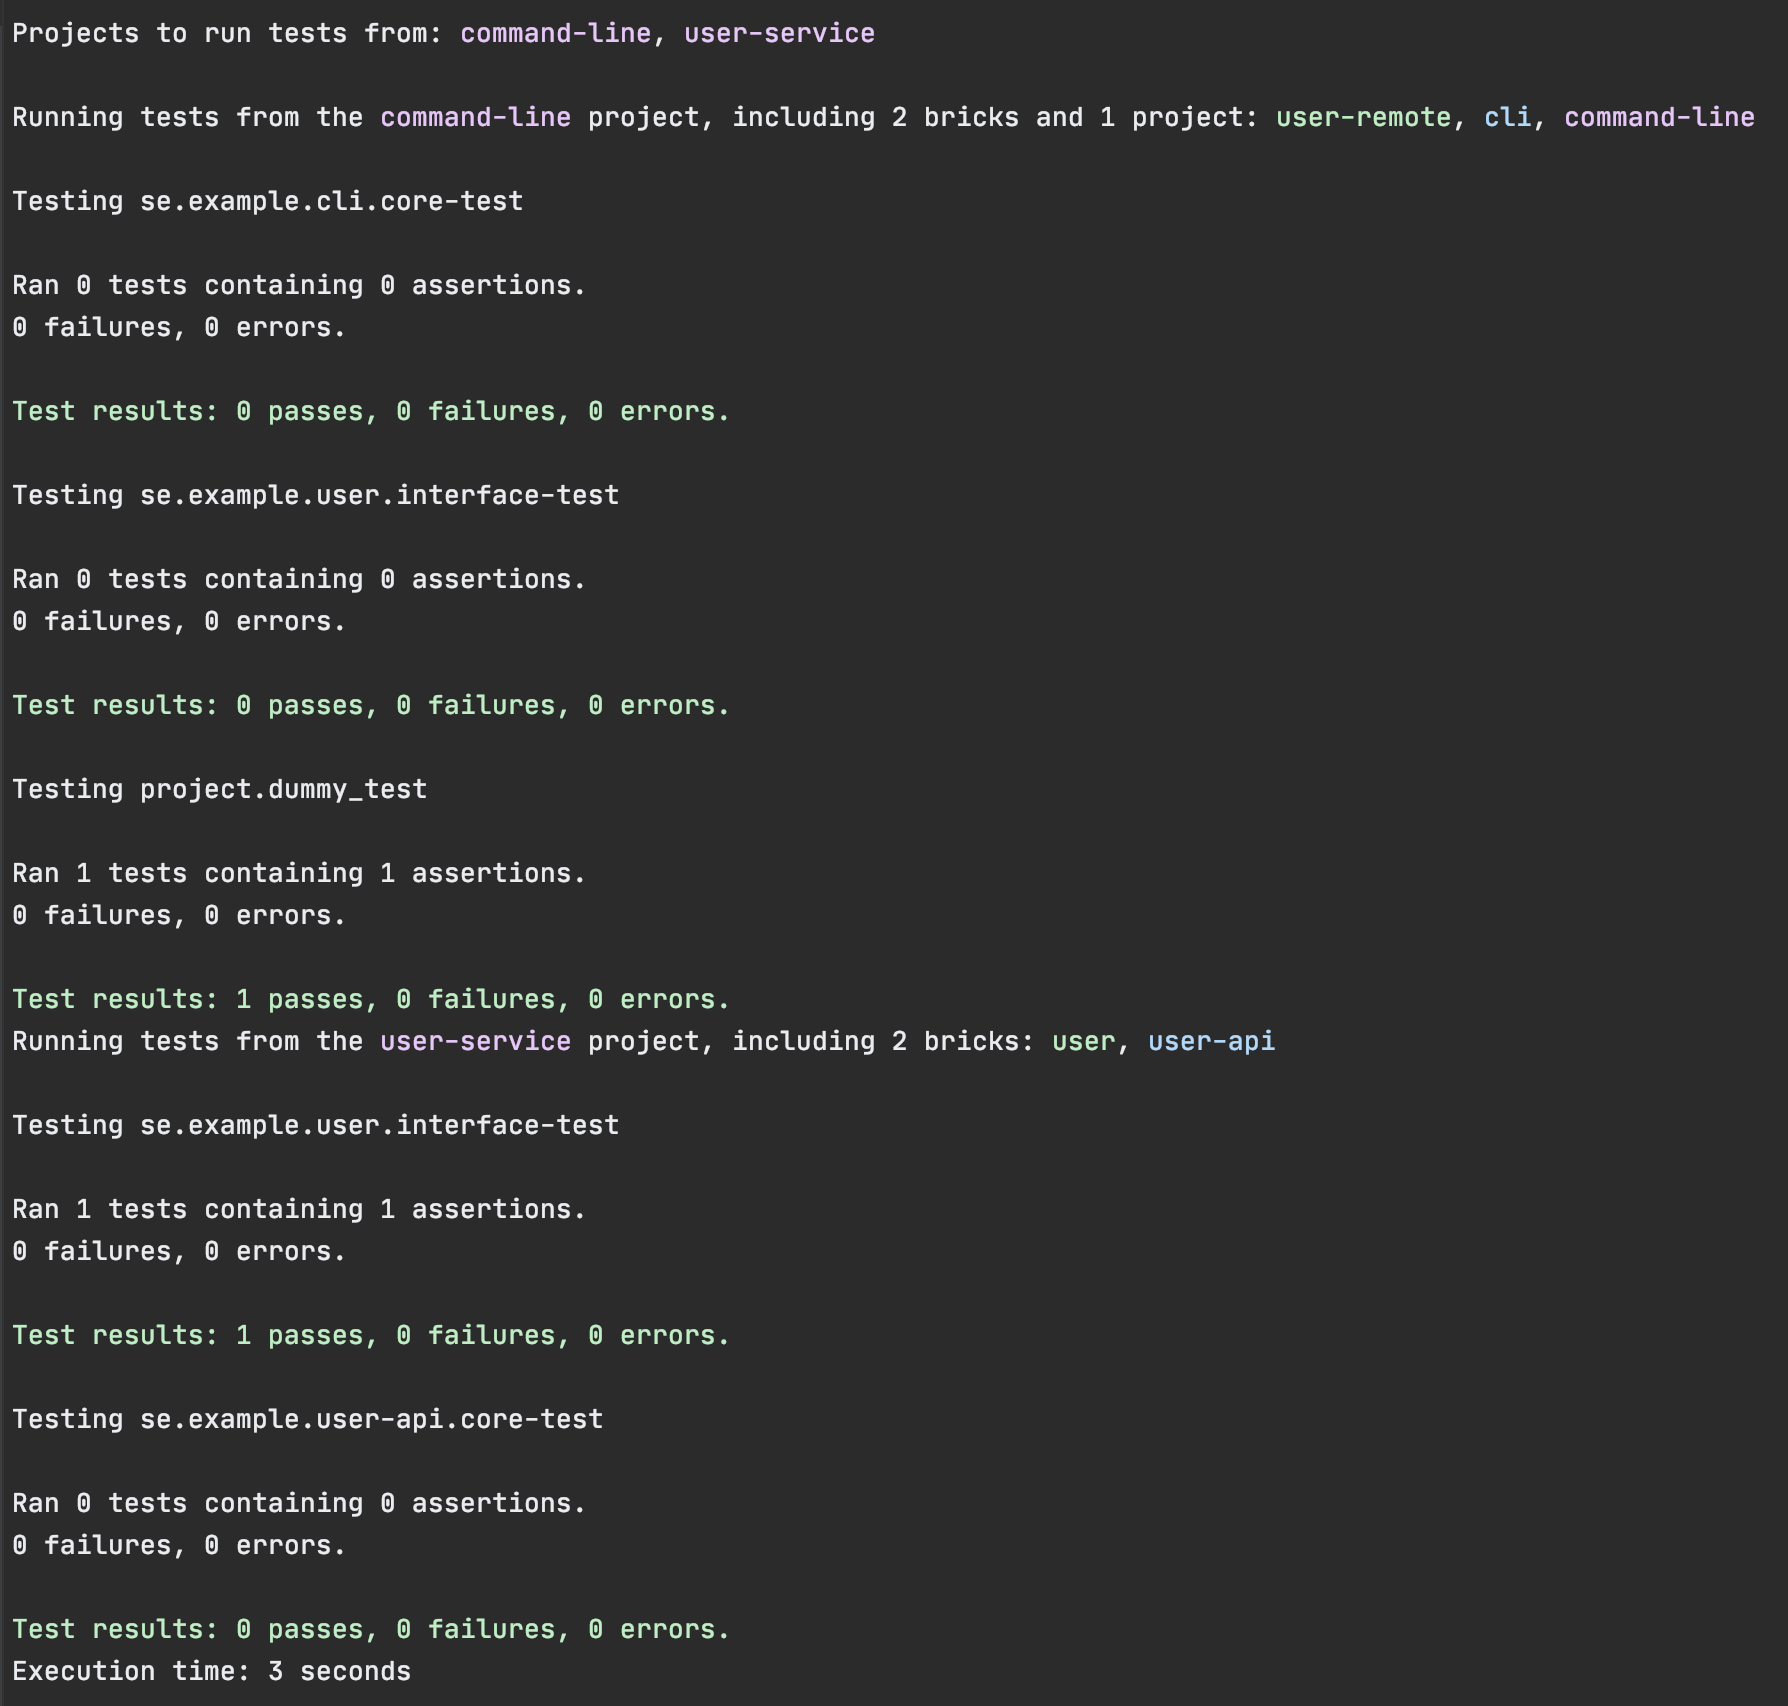 Projects to run tests from: command-line, user-service
Running tests from the command-line project, including 2 bricks and 1 project: user-remote, cli, command-line
Testing se.example.cli.core-test
Ran 0 tests containing 0 assertions.
0 failures, 0 errors.
Test results: 0 passes, 0 failures, 0 errors.
Testing se.example.user.interface-test
Ran 0 tests containing 0 assertions.
0 failures, 0 errors.
Test results: 0 passes, 0 failures, 0 errors.
Testing project.dummy_test
Ran 1 tests containing 1 assertions.
0 failures, 0 errors.
Test results: 1 passes, 0 failures, 0 errors.
Running tests from the user-service project, including 2 bricks: user, user-api
Testing se.example.user.interface-test
Ran 1 tests containing 1 assertions.
0 failures, 0 errors.
Test results: 1 passes, 0 failures, 0 errors.
Testing se.example.user-api.core-test
Ran 0 tests containing 0 assertions.
0 failures, 0 errors.
Test results: 0 passes, 0 failures, 0 errors.
Execution time: 3 seconds